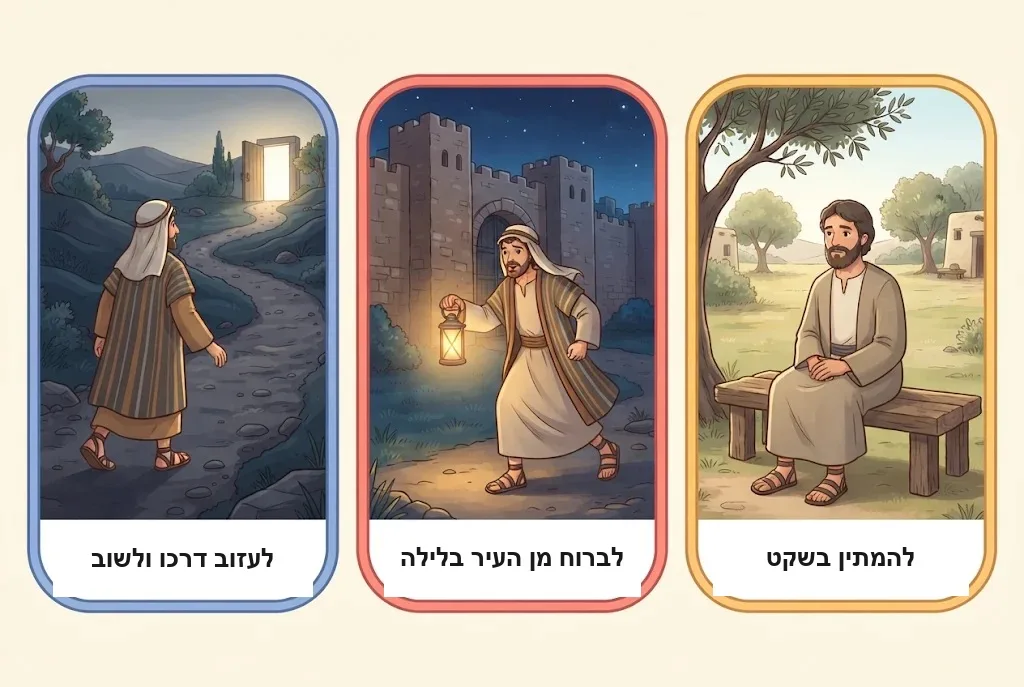 להמתין בשקט
לברוח מן העיר בלילה
לעזוב דרכו ולשוב